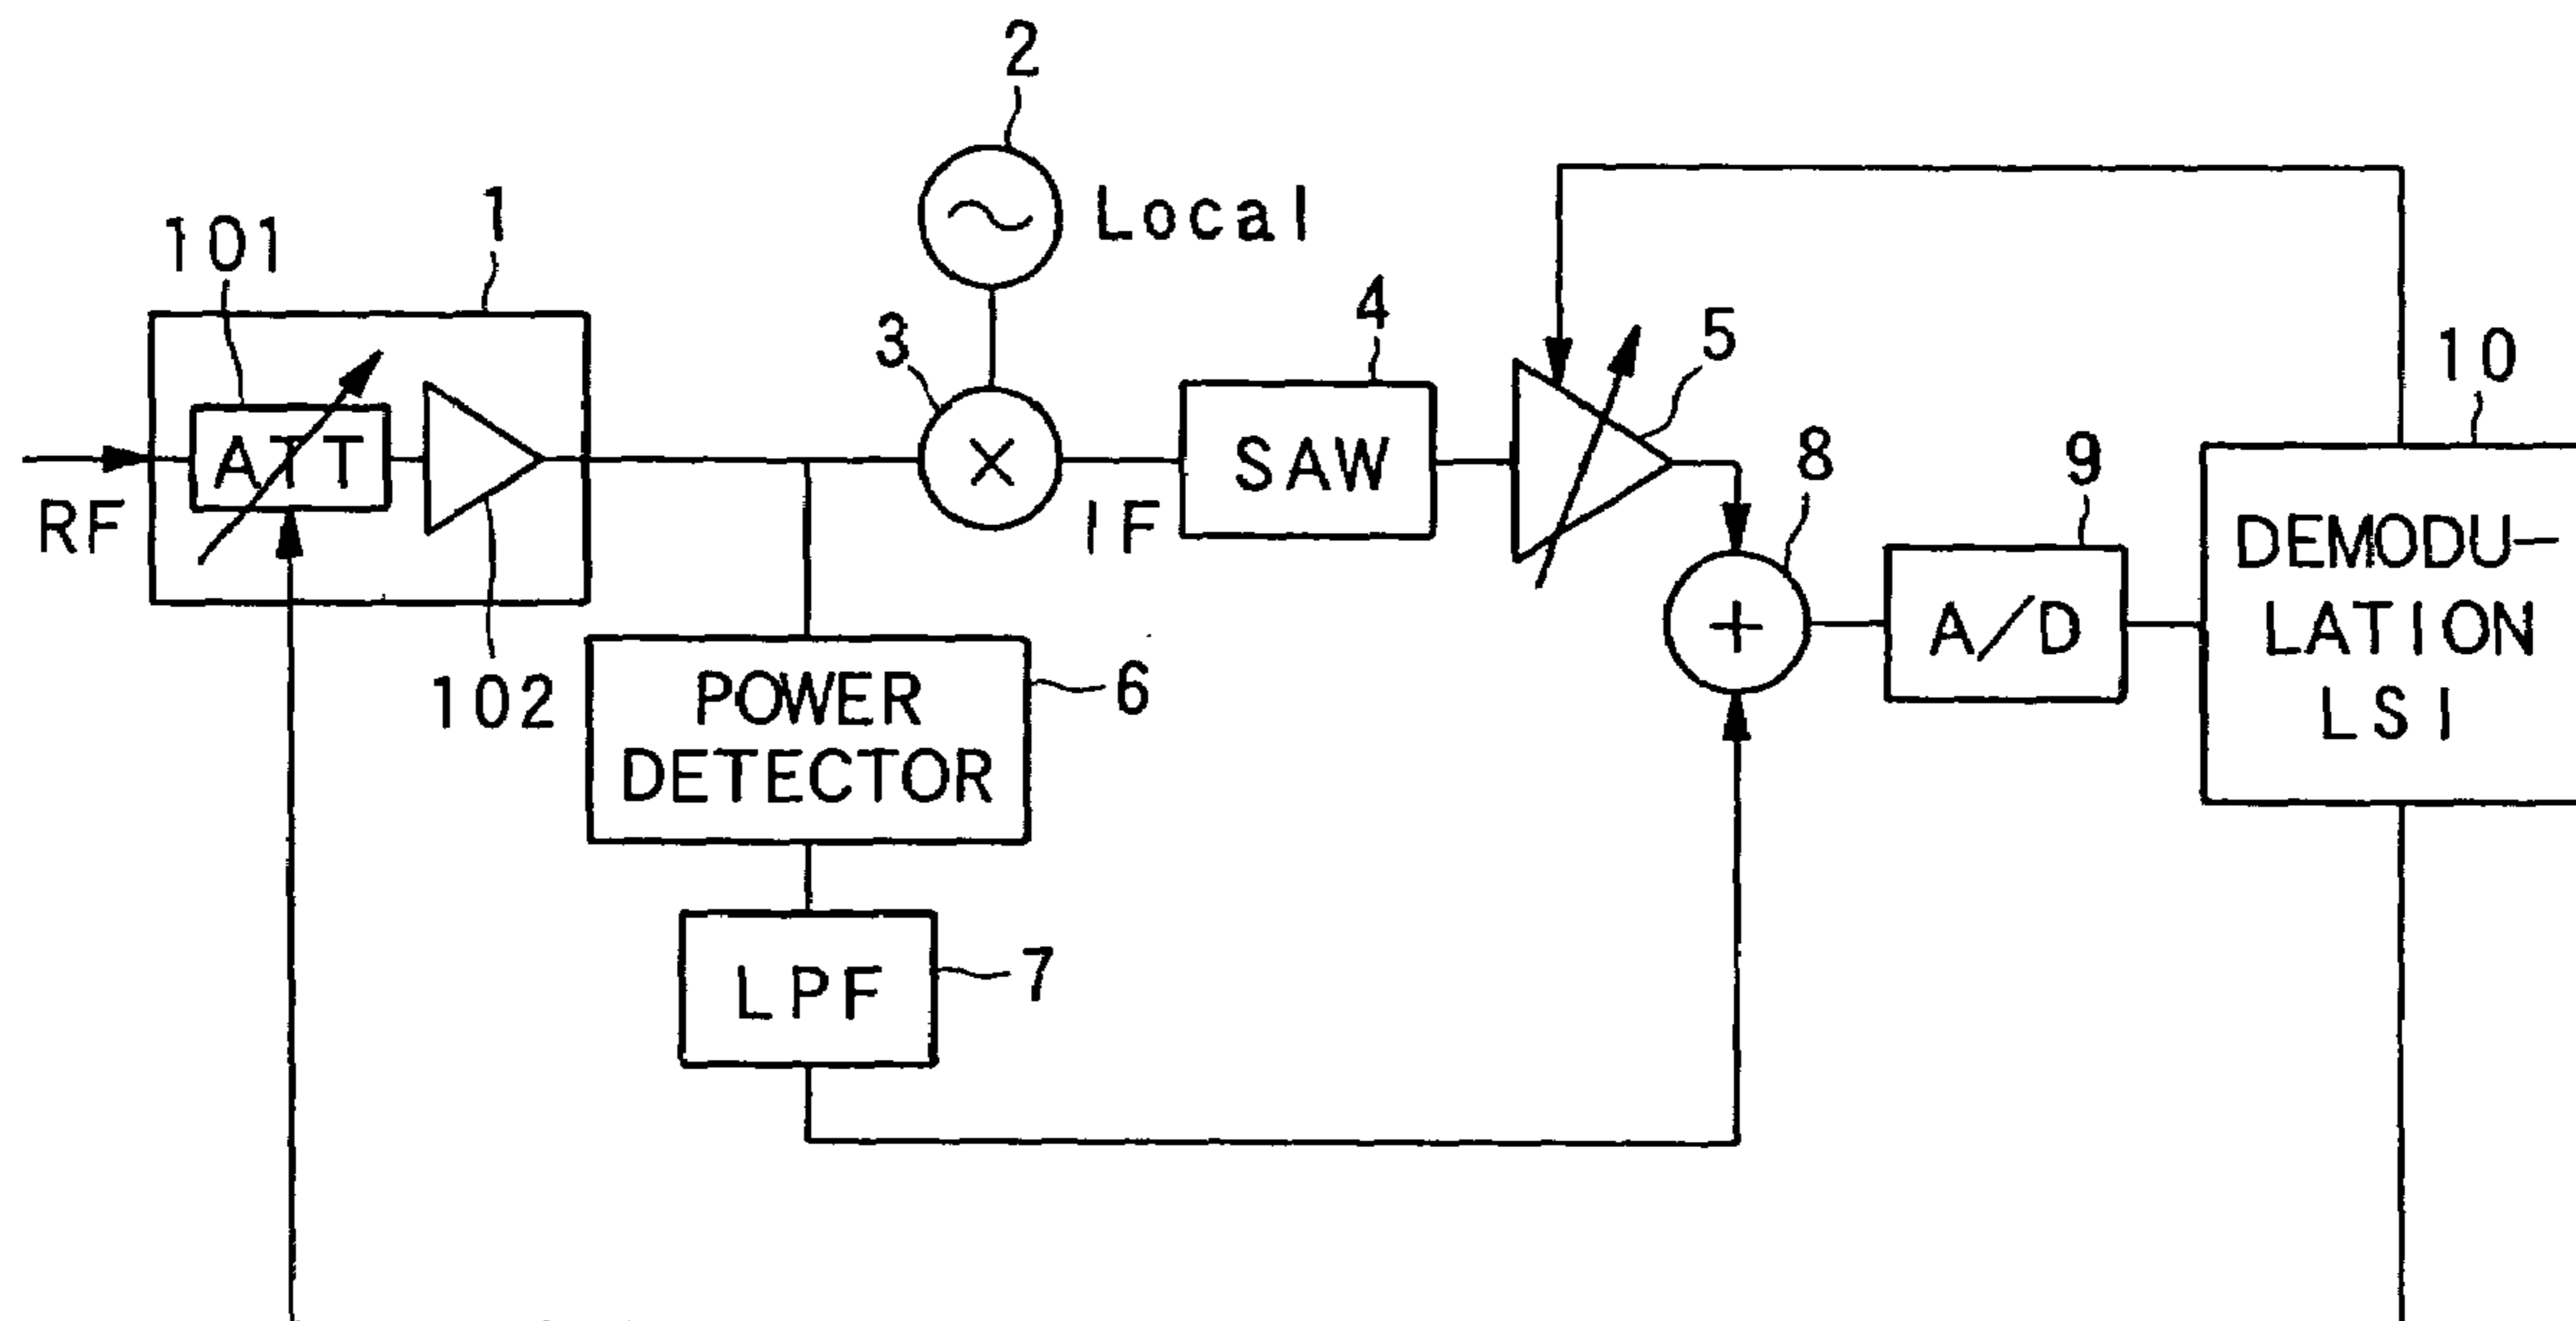 2
Local
1
101
ATT
RF
102
3
IF
4
SAW
5
8
9
A/D
10
DEMODU-
LATION
LSI
POWER
DETECTOR
6
LPF
7